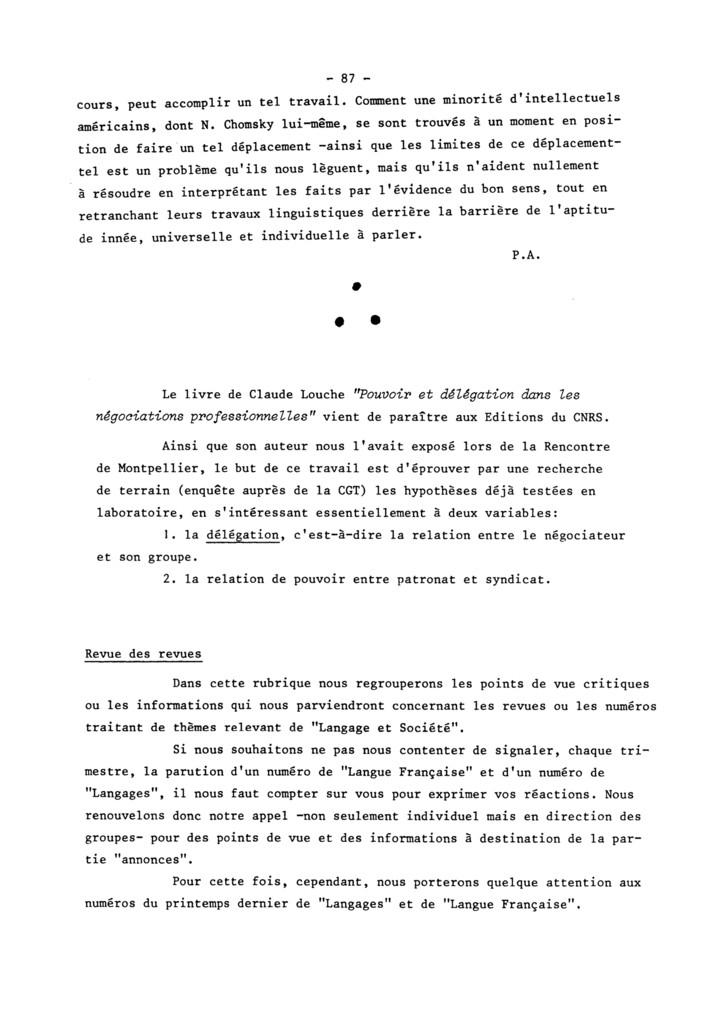 - 87 -
cours, peut accomplir un tel travail. Comment une minorité d'intellectuels
américains, dont N. Chomsky lui-même, se sont trouvés à un moment en posi-
tion de faire un tel déplacement -ainsi que les limites de ce déplacement-
tel est un problème qu'ils nous lèguent, mais qu'ils n'aident nullement
à résoudre en interprétant les faits par l'évidence du bon sens, tout en
retranchant leurs travaux linguistiques derrière la barrière de l'aptitu-
de innée, universelle et individuelle à parler.
P.A.
Le livre de Claude Louche "Pouvoir et délégation dans les
négociations professionnelles" vient de paraître aux Editions du CNRS.
Ainsi que son auteur nous l'avait exposé lors de la Rencontre
de Montpellier, le but de ce travail est d'éprouver par une recherche
de terrain (enquête auprès de la CGT) les hypothèses déjà testées en
laboratoire, en s'intéressant essentiellement à deux variables:
1. la délégation, c'est-à-dire la relation entre le négociateur
et son groupe.
2. la relation de pouvoir entre patronat et syndicat.
Revue des revues
Dans cette rubrique nous regrouperons les points de vue critiques
ou les informations qui nous parviendront concernant les revues ou les numéros
traitant de thèmes relevant de "Langage et Société".
Si nous souhaitons ne pas nous contenter de signaler, chaque tri-
mestre, la parution d'un numéro de "Langue Française" et d'un numéro de
"Langages", il nous faut compter sur vous pour exprimer vos réactions. Nous
renouvelons donc notre appel -non seulement individuel mais en direction des
groupes- pour des points de vue et des informations à destination de la par-
tie "annonces".
Pour cette fois, cependant, nous porterons quelque attention aux
numéros du printemps dernier de "Langages" et de "Langue Française".